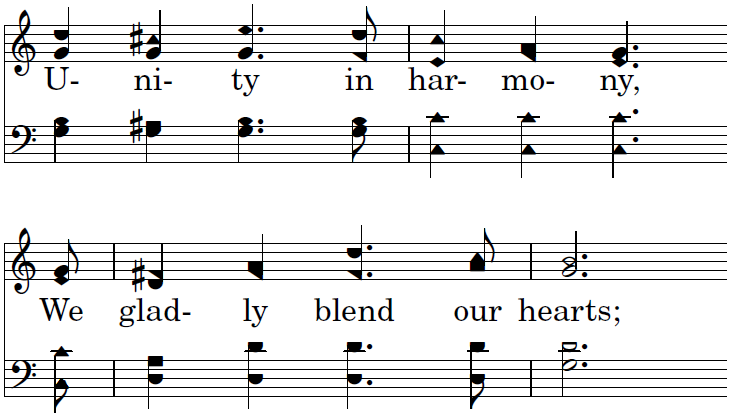 U- ni- ty in har- mo- ny,
We glad- ly blend our hearts;